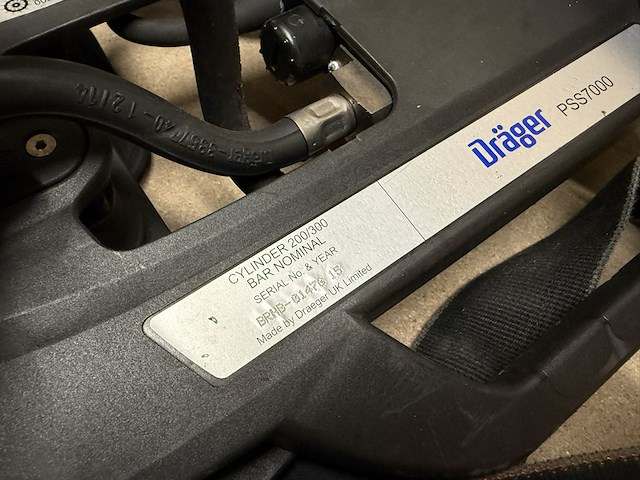 Dräger
PSS7000
CYLINDER 200/300
BAR NOMINAL
SERIAL No. & YEAR
Made by Draeger UK Limited